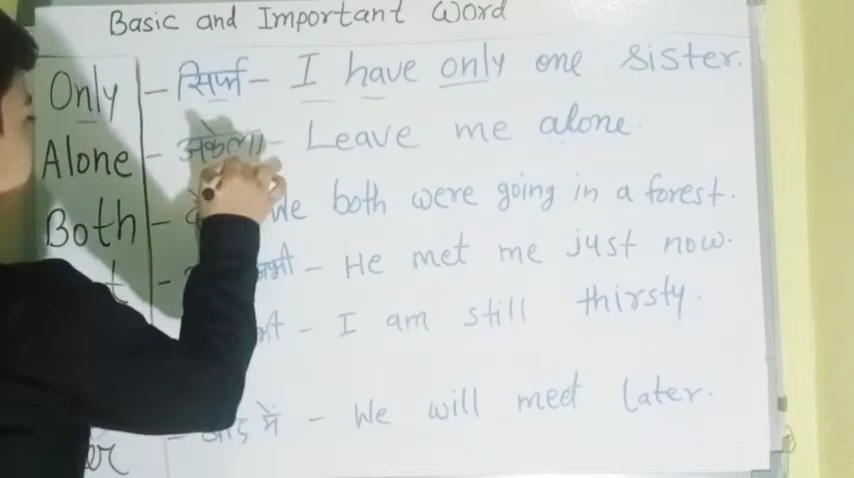 Basic and Important Word
Only - सिर्फ - I have only one sister.
Alone - अकेला - Leave me alone.
Both - We both were going in a forest.
- अभी - He met me just now.
- I am still thirsty.
- बाद में - We will meet later.